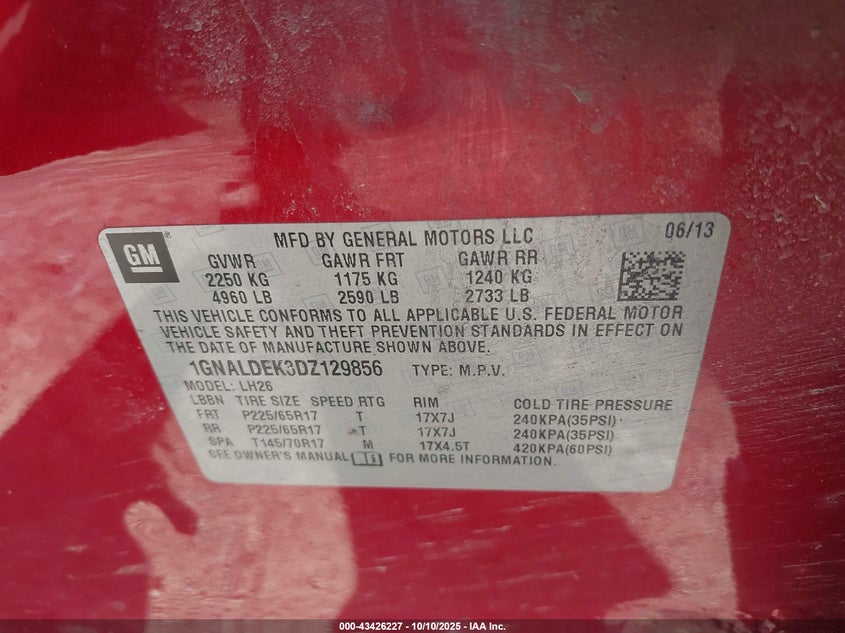 GM
MFD BY GENERAL MOTORS LLC 06/13
GVWR GAWR FRT GAWR RR
2250 KG 1175 KG 1240 KG
4960 LB 2590 LB 2733 LB
THIS VEHICLE CONFORMS TO ALL APPLICABLE U.S. FEDERAL MOTOR
VEHICLE SAFETY AND THEFT PREVENTION STANDARDS IN EFFECT ON
THE DATE OF MANUFACTURE SHOWN ABOVE.
1GNALDEK3DZ129856 TYPE: M.P.V.
MODEL: LH26
LBBN TIRE SIZE SPEED RTG RIM COLD TIRE PRESSURE
FRT P225/65R17 T 17X7J 240KPA(35PSI)
RR P225/65R17 T 17X7J 240KPA(35PSI)
SPA T145/70R17 M 17X4.5T 420KPA(60PSI)
SEE OWNER'S MANUAL FOR MORE INFORMATION.
000-43426227 - 10/10/2025 - IAA Inc.